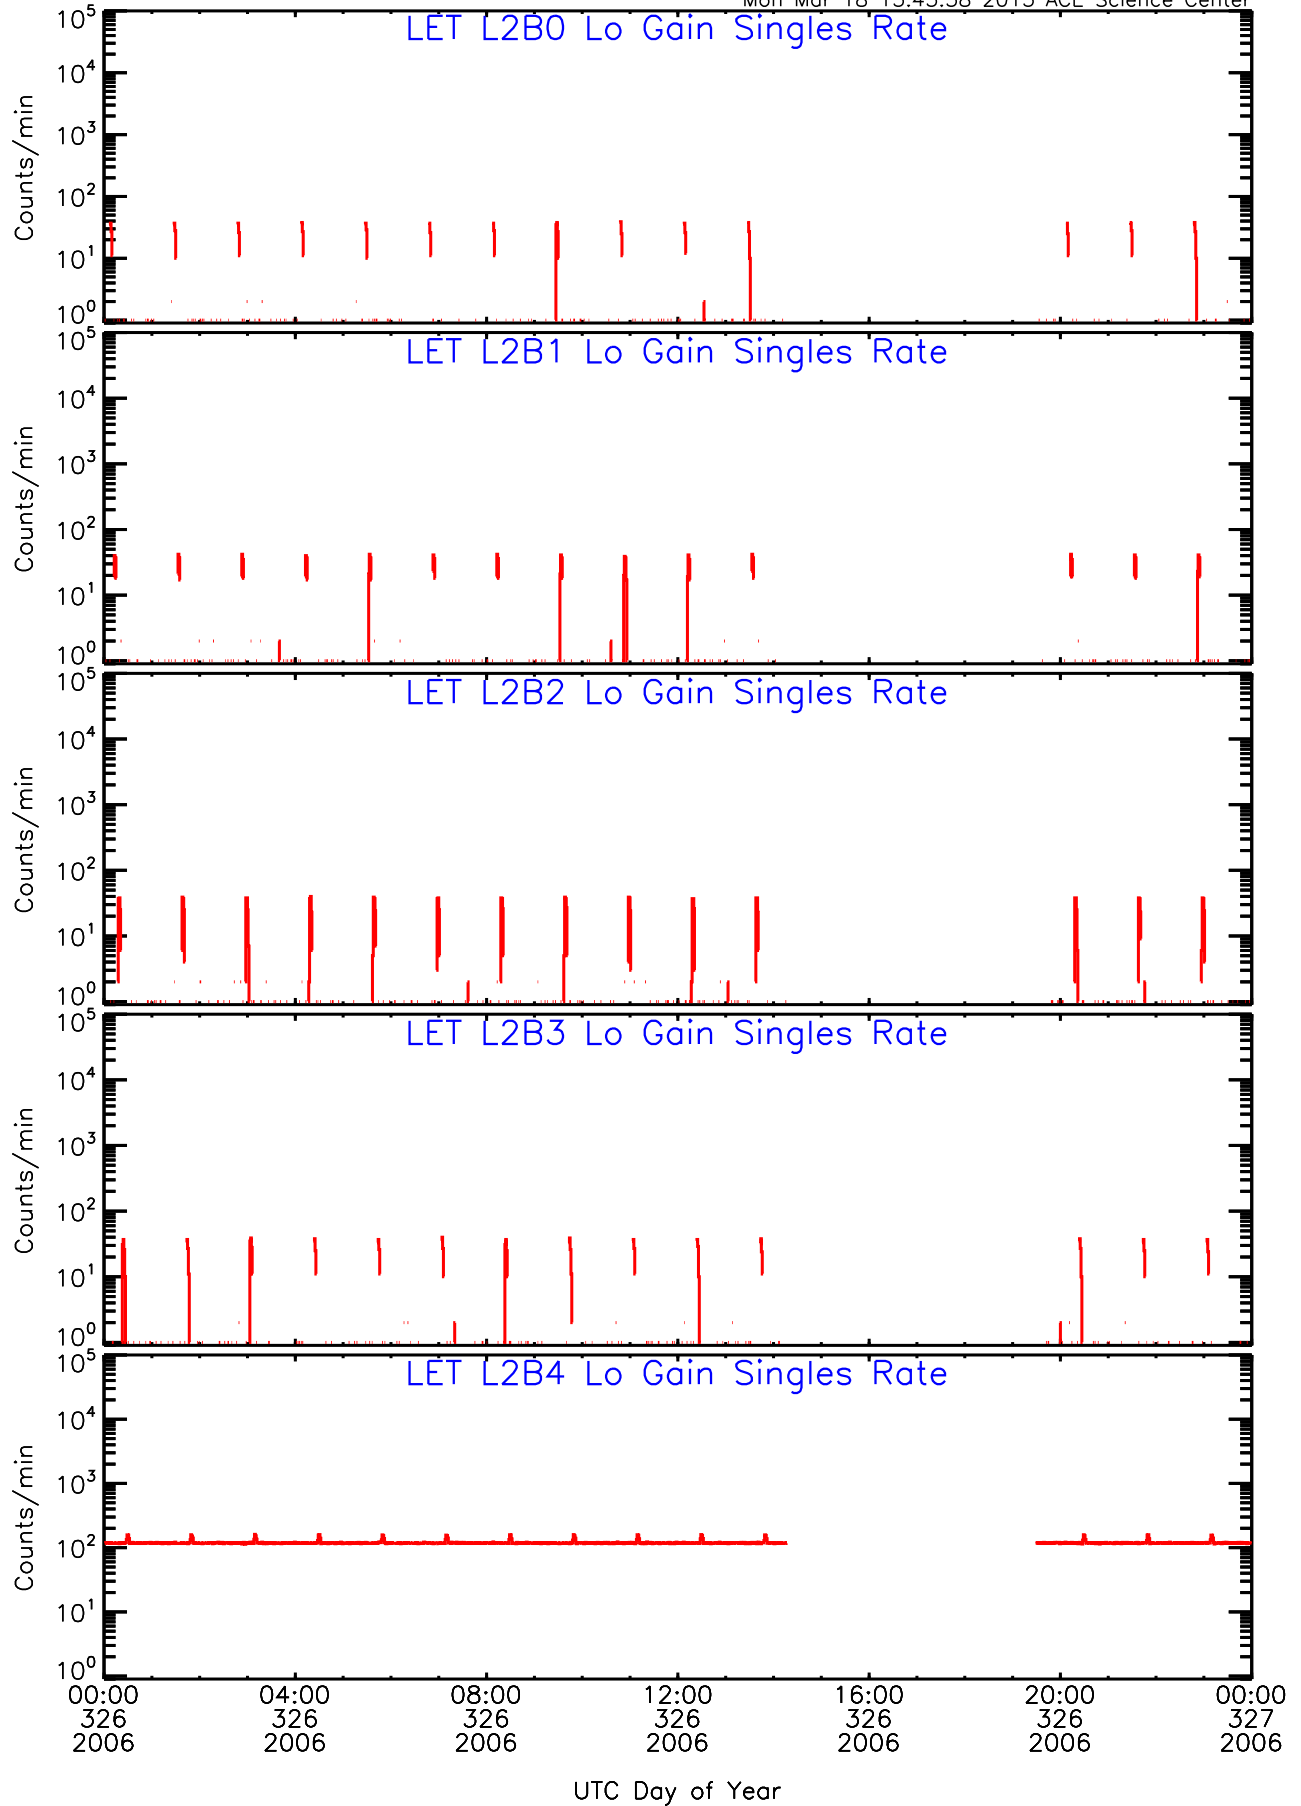 LET L2B0 Lo Gain Singles Rate
Counts/min
10^5
10^4
10^3
10^2
10^1
10^0
LET L2B1 Lo Gain Singles Rate
Counts/min
10^5
10^4
10^3
10^2
10^1
10^0
LET L2B2 Lo Gain Singles Rate
Counts/min
10^5
10^4
10^3
10^2
10^1
10^0
LET L2B3 Lo Gain Singles Rate
Counts/min
10^5
10^4
10^3
10^2
10^1
10^0
LET L2B4 Lo Gain Singles Rate
Counts/min
10^5
10^4
10^3
10^2
10^1
10^0
00:00 04:00 08:00 12:00 16:00 20:00 00:00
326 326 326 326 326 326 327
2006 2006 2006 2006 2006 2006 2006
UTC Day of Year